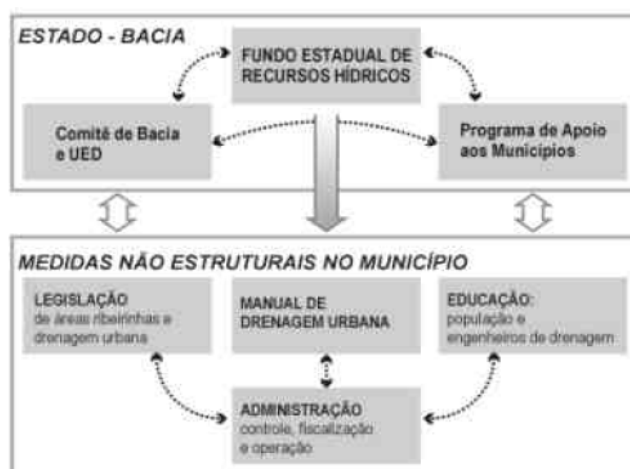 ESTADO - BACIA
FUNDO ESTADUAL DE
RECURSOS HÍDRICOS
Comitê de Bacia
e UED
Programa de Apoio
aos Municípios
MEDIDAS NÃO ESTRUTURAIS NO MUNICÍPIO
LEGISLAÇÃO
de áreas ribeirinhas e
drenagem urbana
MANUAL DE
DRENAGEM URBANA
EDUCAÇÃO:
população e
engenheiros de drenagem
ADMINISTRAÇÃO
controle, fiscalização
e operação